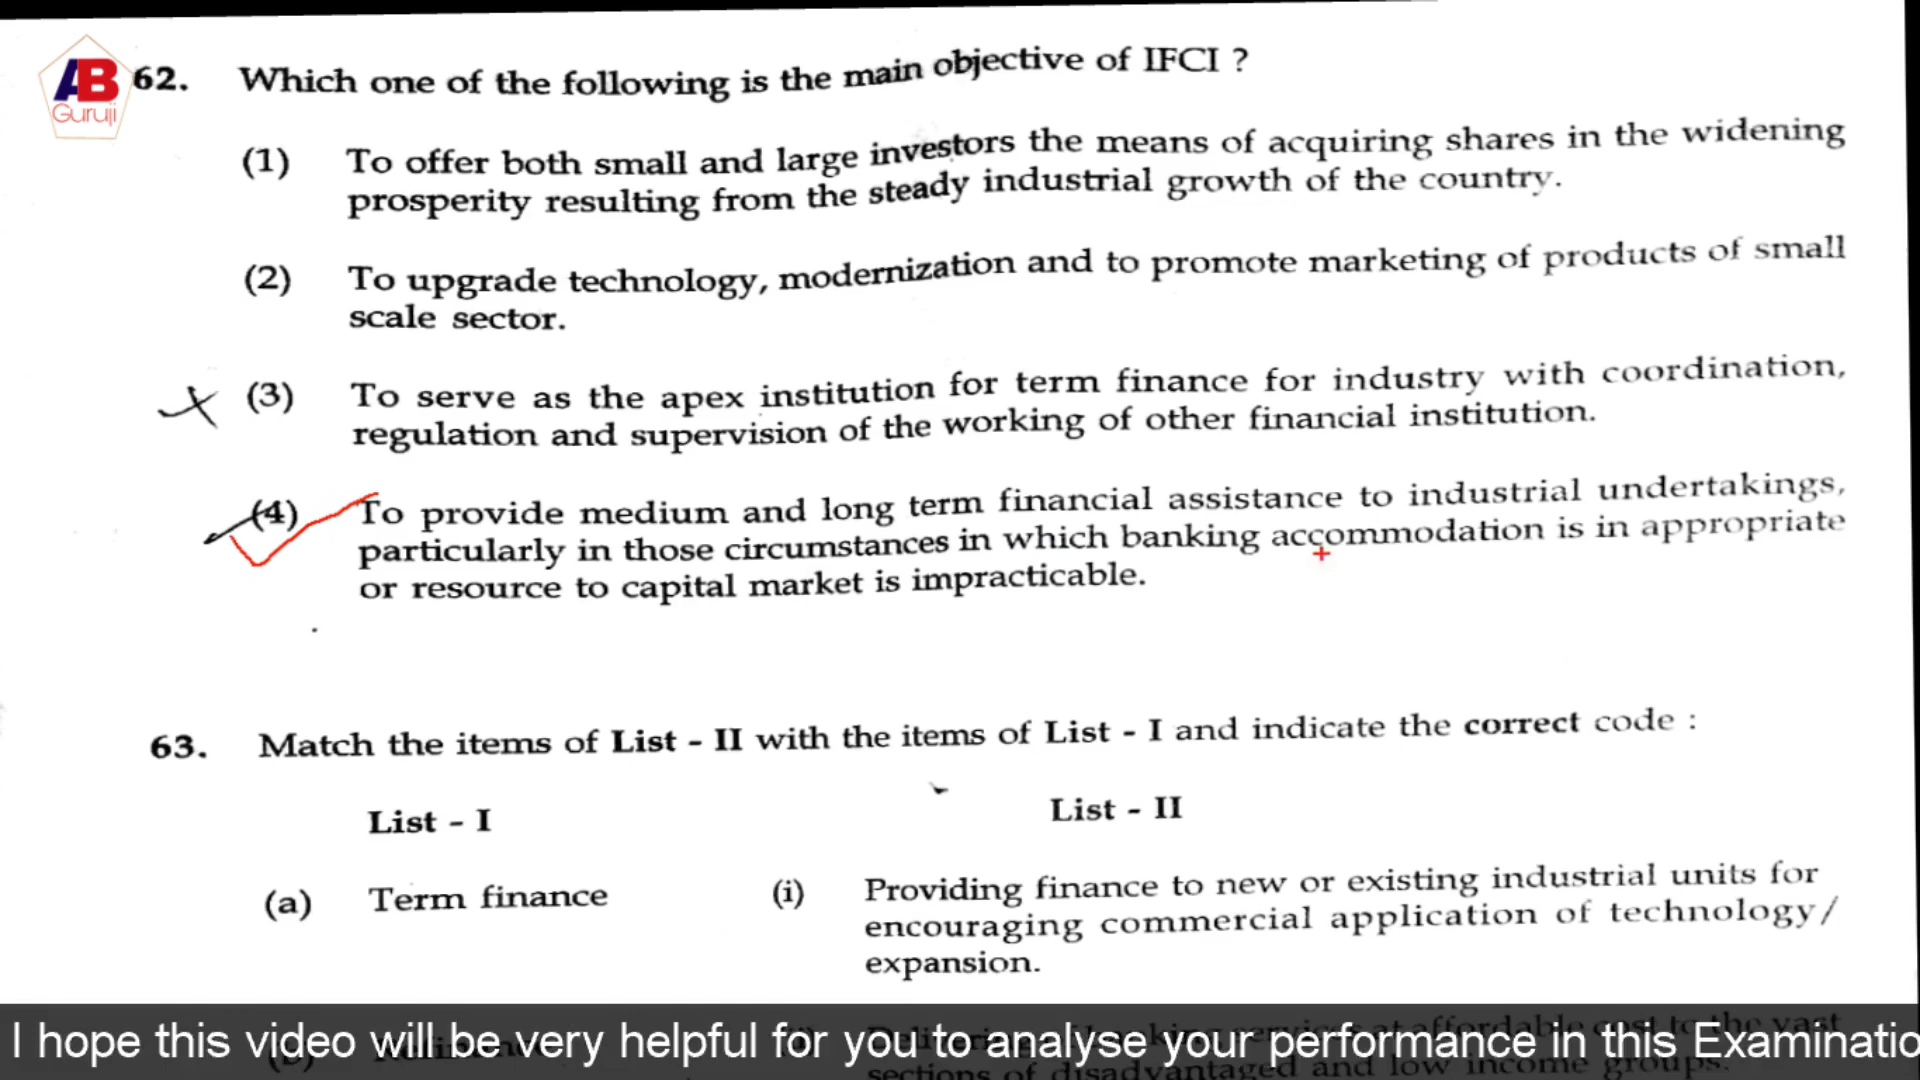 AB
Guruji
62. Which one of the following is the main objective of IFCI ?
(1) To offer both small and large investors the means of acquiring shares in the widening
prosperity resulting from the steady industrial growth of the country.
(2) To upgrade technology, modernization and to promote marketing of products of small
scale sector.
(3) To serve as the apex institution for term finance for industry with coordination,
regulation and supervision of the working of other financial institution.
(4) To provide medium and long term financial assistance to industrial undertakings,
particularly in those circumstances in which banking accommodation is in appropriate
or resource to capital market is impracticable.
63. Match the items of List - II with the items of List - I and indicate the correct code :
List - I List - II
(a) Term finance (i) Providing finance to new or existing industrial units for
encouraging commercial application of technology/
expansion.
I hope this video will be very helpful for you to analyse your performance in this Examinatio
sections of disadvantaged and low income groups.